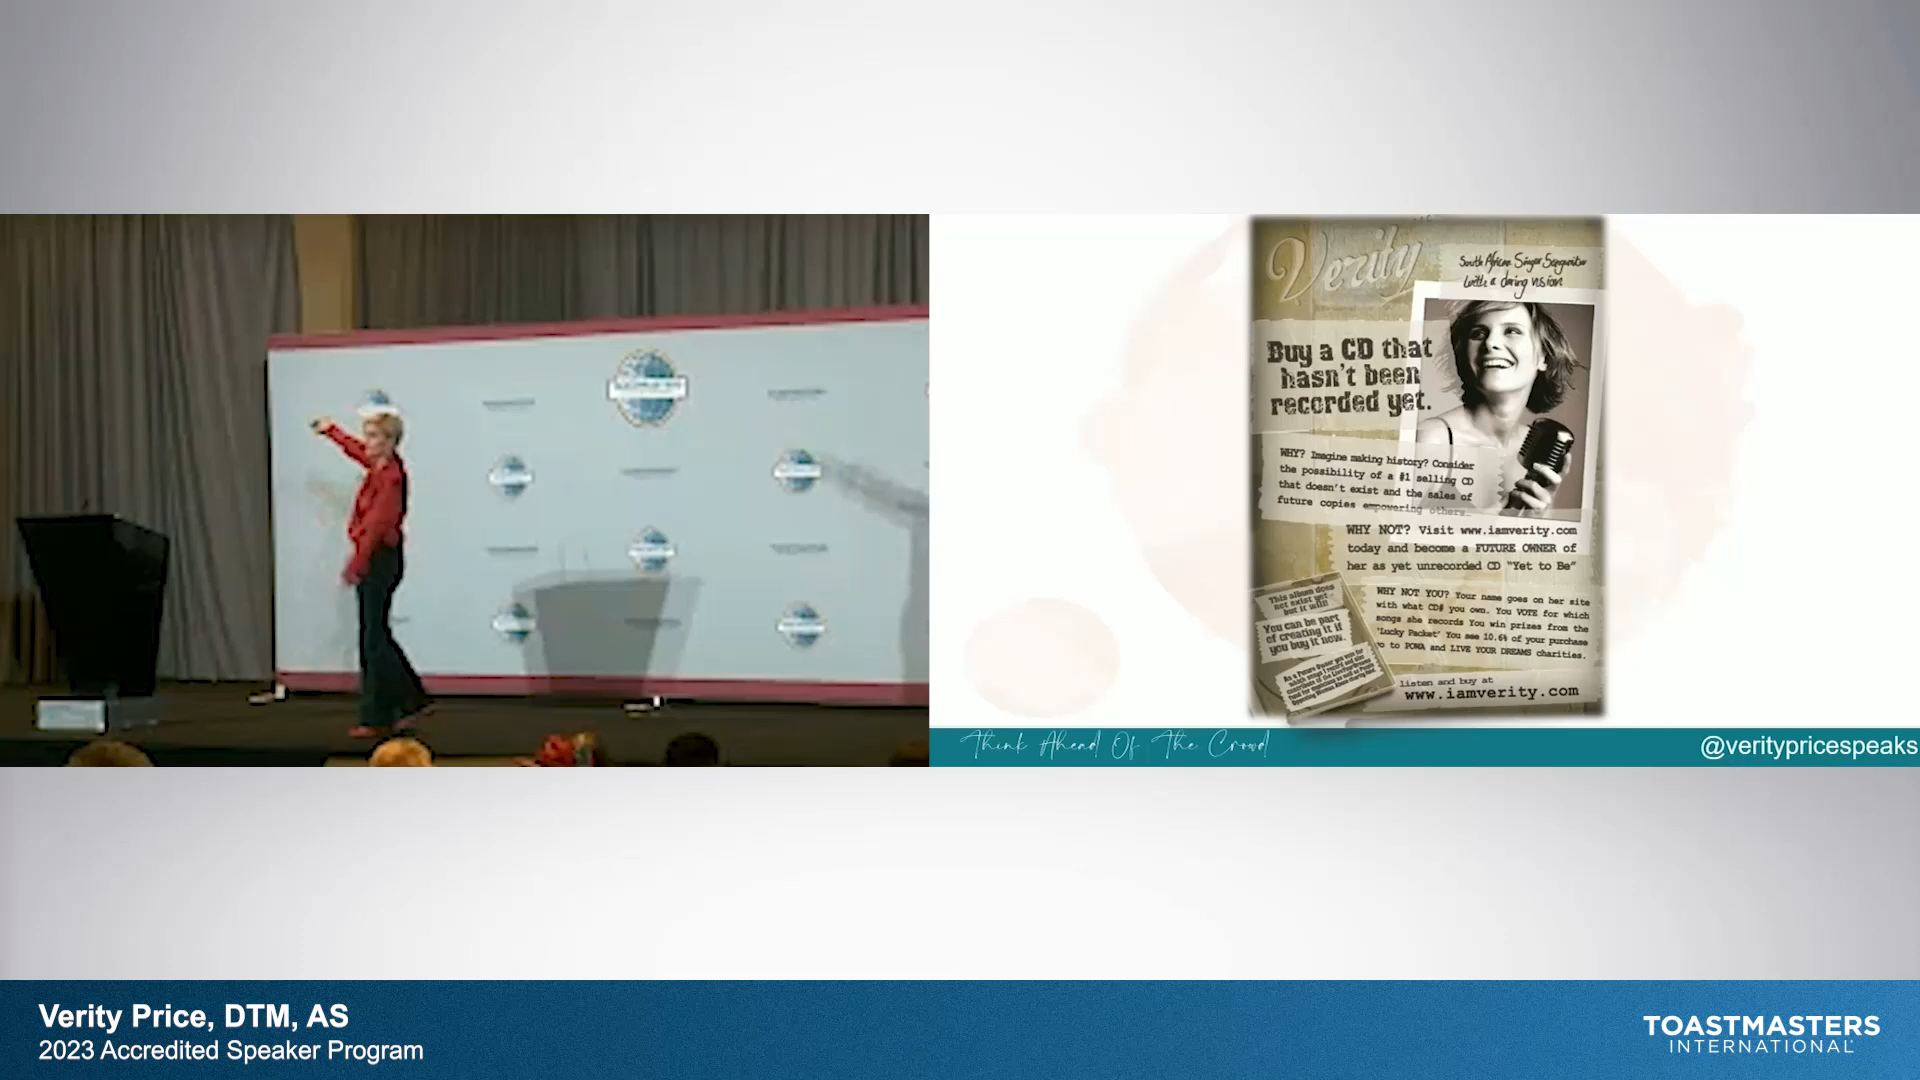 Verity
South African Singer Songwriter
with a daring vision
Buy a CD that
hasn't been
recorded yet.
WHY? Imagine making history? Consider
the possibility of a #1 selling CD
that doesn't exist and the sales of
future copies empowering others.
WHY NOT? Visit www.iamverity.com
today and become a FUTURE OWNER of
her as yet unrecorded CD "Yet to Be"
WHY NOT YOU? Your name goes on her site
with what CD# you own. You VOTE for which
songs she records You win prizes from the
'Lucky Packet' You see 10.6% of your purchase
go to POWA and LIVE YOUR DREAMS charities.
This album does
not exist yet
but it will!
You can be part
of creating it if
you buy it now.
listen and buy at
www.iamverity.com
Think Ahead Of The Crowd
@veritypricespeaks
Verity Price, DTM, AS
2023 Accredited Speaker Program
TOASTMASTERS
INTERNATIONAL